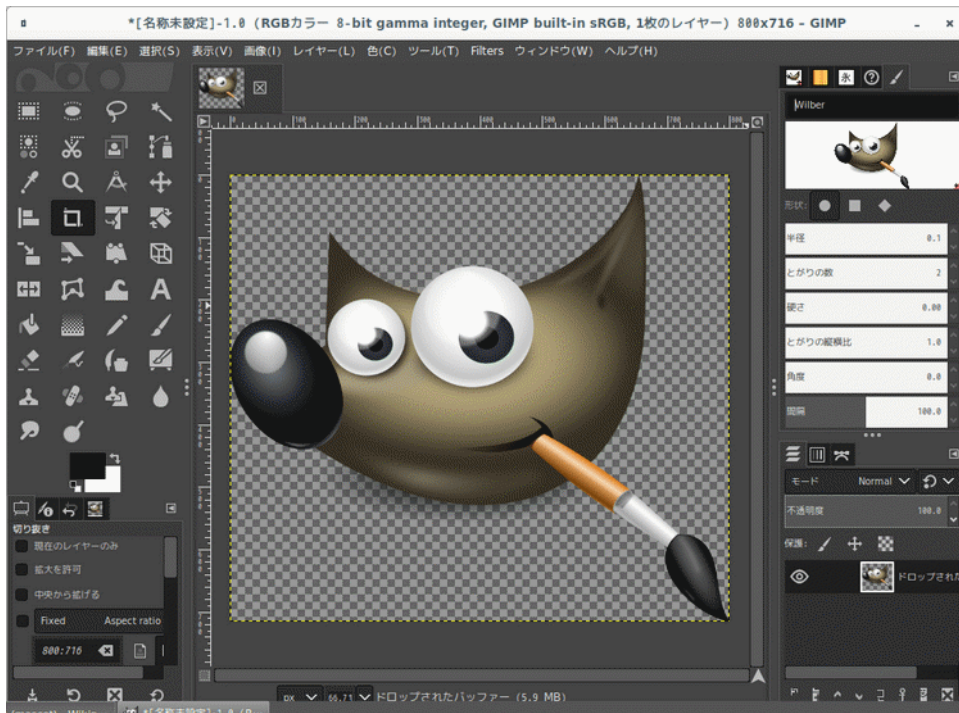 *[名称未設定]-1.0 (RGBカラー 8-bit gamma integer, GIMP built-in sRGB, 1枚のレイヤー) 800x716 – GIMP
ファイル(F) 編集(E) 選択(S) 表示(V) 画像(I) レイヤー(L) 色(C) ツール(T) Filters ウィンドウ(W) ヘルプ(H)
Wilber
形状:
半径 0.1
とがりの数 2
硬さ 0.00
とがりの縦横比 1.0
角度 0.0
間隔 100.0
モード Normal
不透明度 100.0
保護:
ドロップされた
切り抜き
現在のレイヤーのみ
拡大を許可
中央から拡げる
Fixed Aspect ratio
800:716
px 66.71 ドロップされたバッファー (5.9 MB)